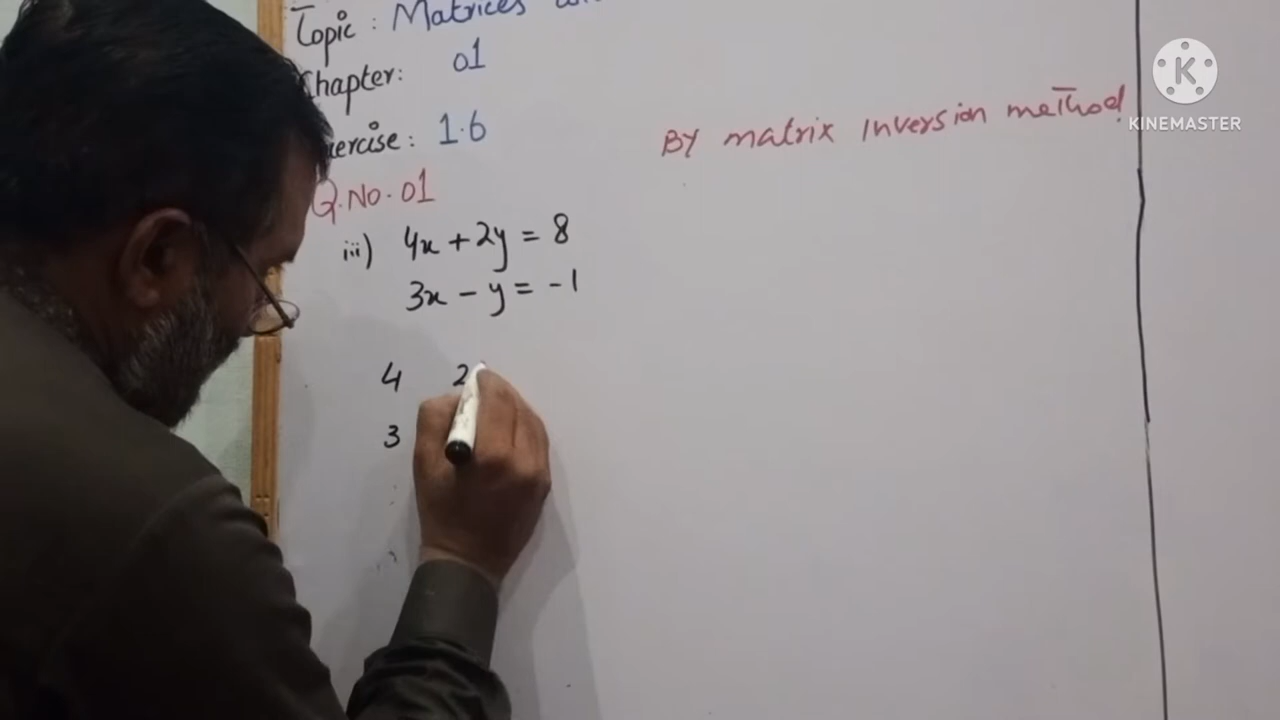 Topic: Matrices
Chapter: 01
ercise: 1.6
By matrix Inversion method
KINEMASTER
Q.No.01
iii) 4x + 2y = 8
3x - y = -1
4 2
3